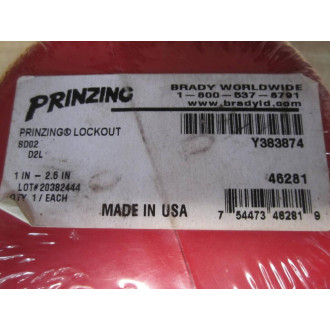 PRINZING
BRADY WORLDWIDE
1-800-537-8791
www.bradyid.com
PRINZING® LOCKOUT
SD02
D2L
Y383874
1 IN - 2.5 IN
LOT# 20382444
QTY 1 / EACH
46281
MADE IN USA
7 54473 46281 9